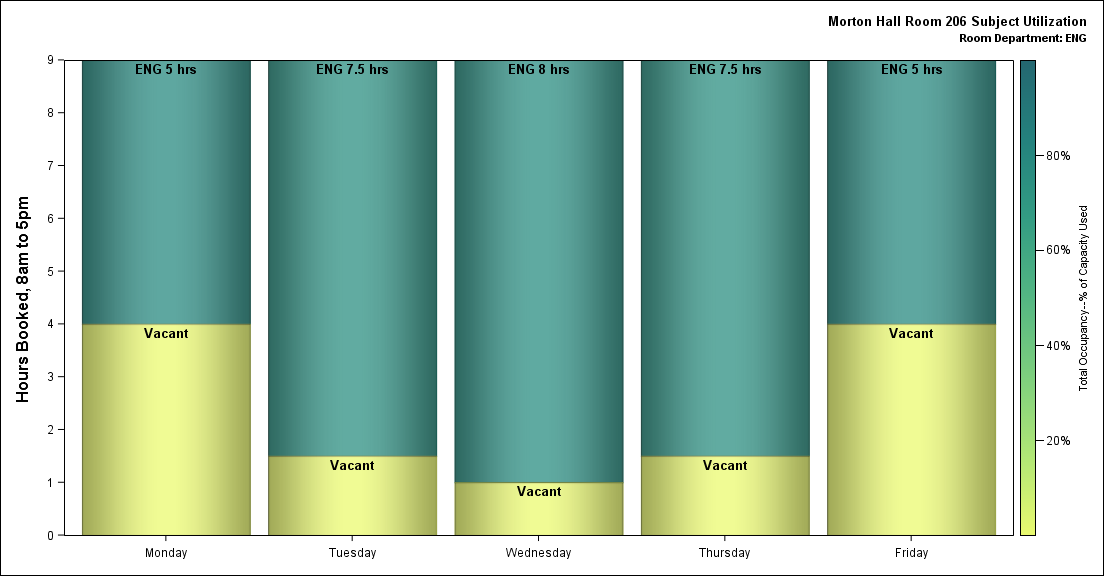 Morton Hall Room 206 Subject Utilization
Room Department: ENG
Hours Booked, 8am to 5pm
9
8
7
6
5
4
3
2
1
0
ENG 5 hrs
ENG 7.5 hrs
ENG 8 hrs
ENG 7.5 hrs
ENG 5 hrs
Vacant
Vacant
Vacant
Vacant
Vacant
Monday
Tuesday
Wednesday
Thursday
Friday
80%
60%
40%
20%
Total Occupancy--% of Capacity Used